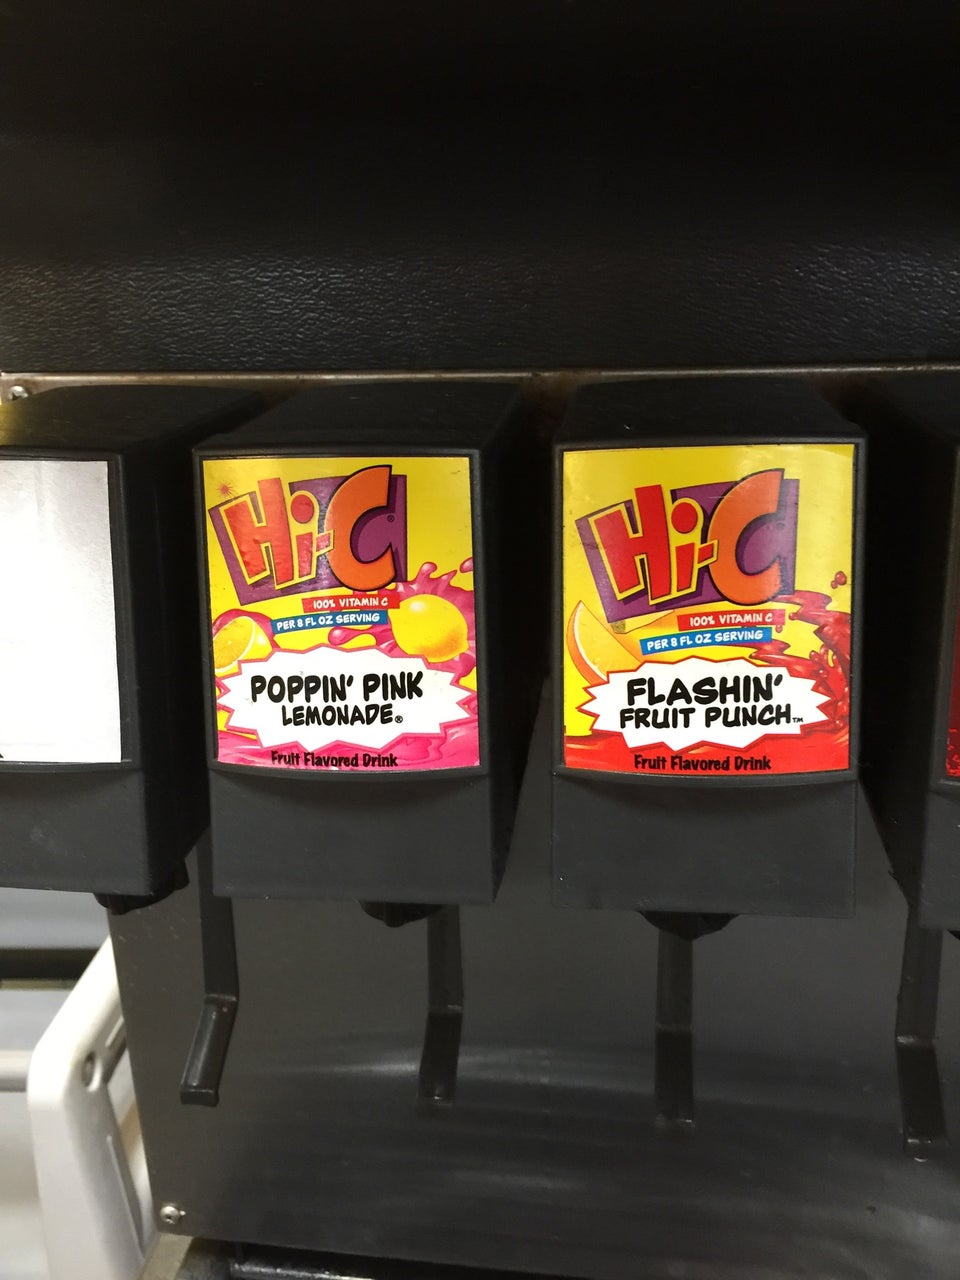 Hi-C®
100% VITAMIN C
PER 8 FL OZ SERVING
POPPIN' PINK
LEMONADE®
Fruit Flavored Drink
Hi-C
100% VITAMIN C
PER 8 FL OZ SERVING
FLASHIN'
FRUIT PUNCH™
Fruit Flavored Drink